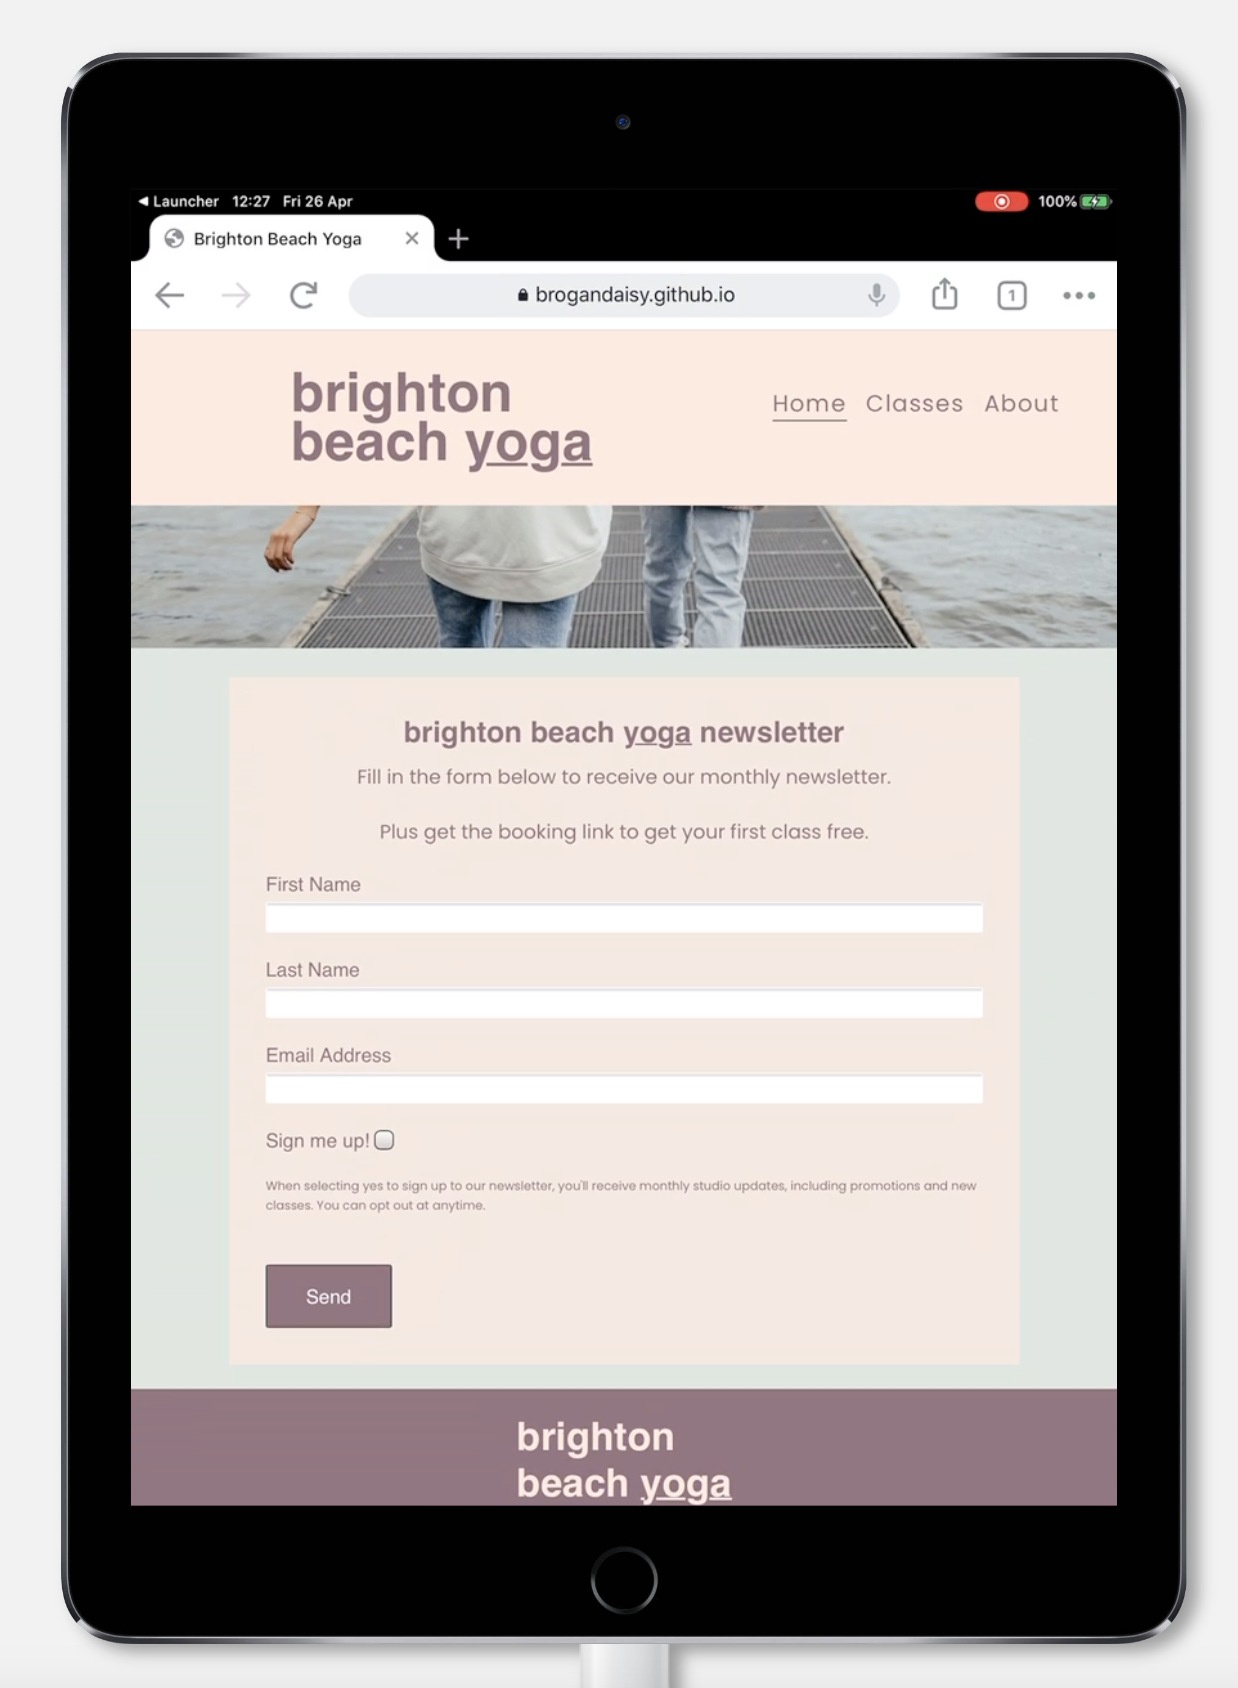 ◀ Launcher 12:27 Fri 26 Apr 100%
Brighton Beach Yoga
brogandaisy.github.io 1
brighton
beach yoga
Home Classes About
brighton beach yoga newsletter
Fill in the form below to receive our monthly newsletter.
Plus get the booking link to get your first class free.
First Name
Last Name
Email Address
Sign me up!
When selecting yes to sign up to our newsletter, you'll receive monthly studio updates, including promotions and new
classes. You can opt out at anytime.
Send
brighton
beach yoga